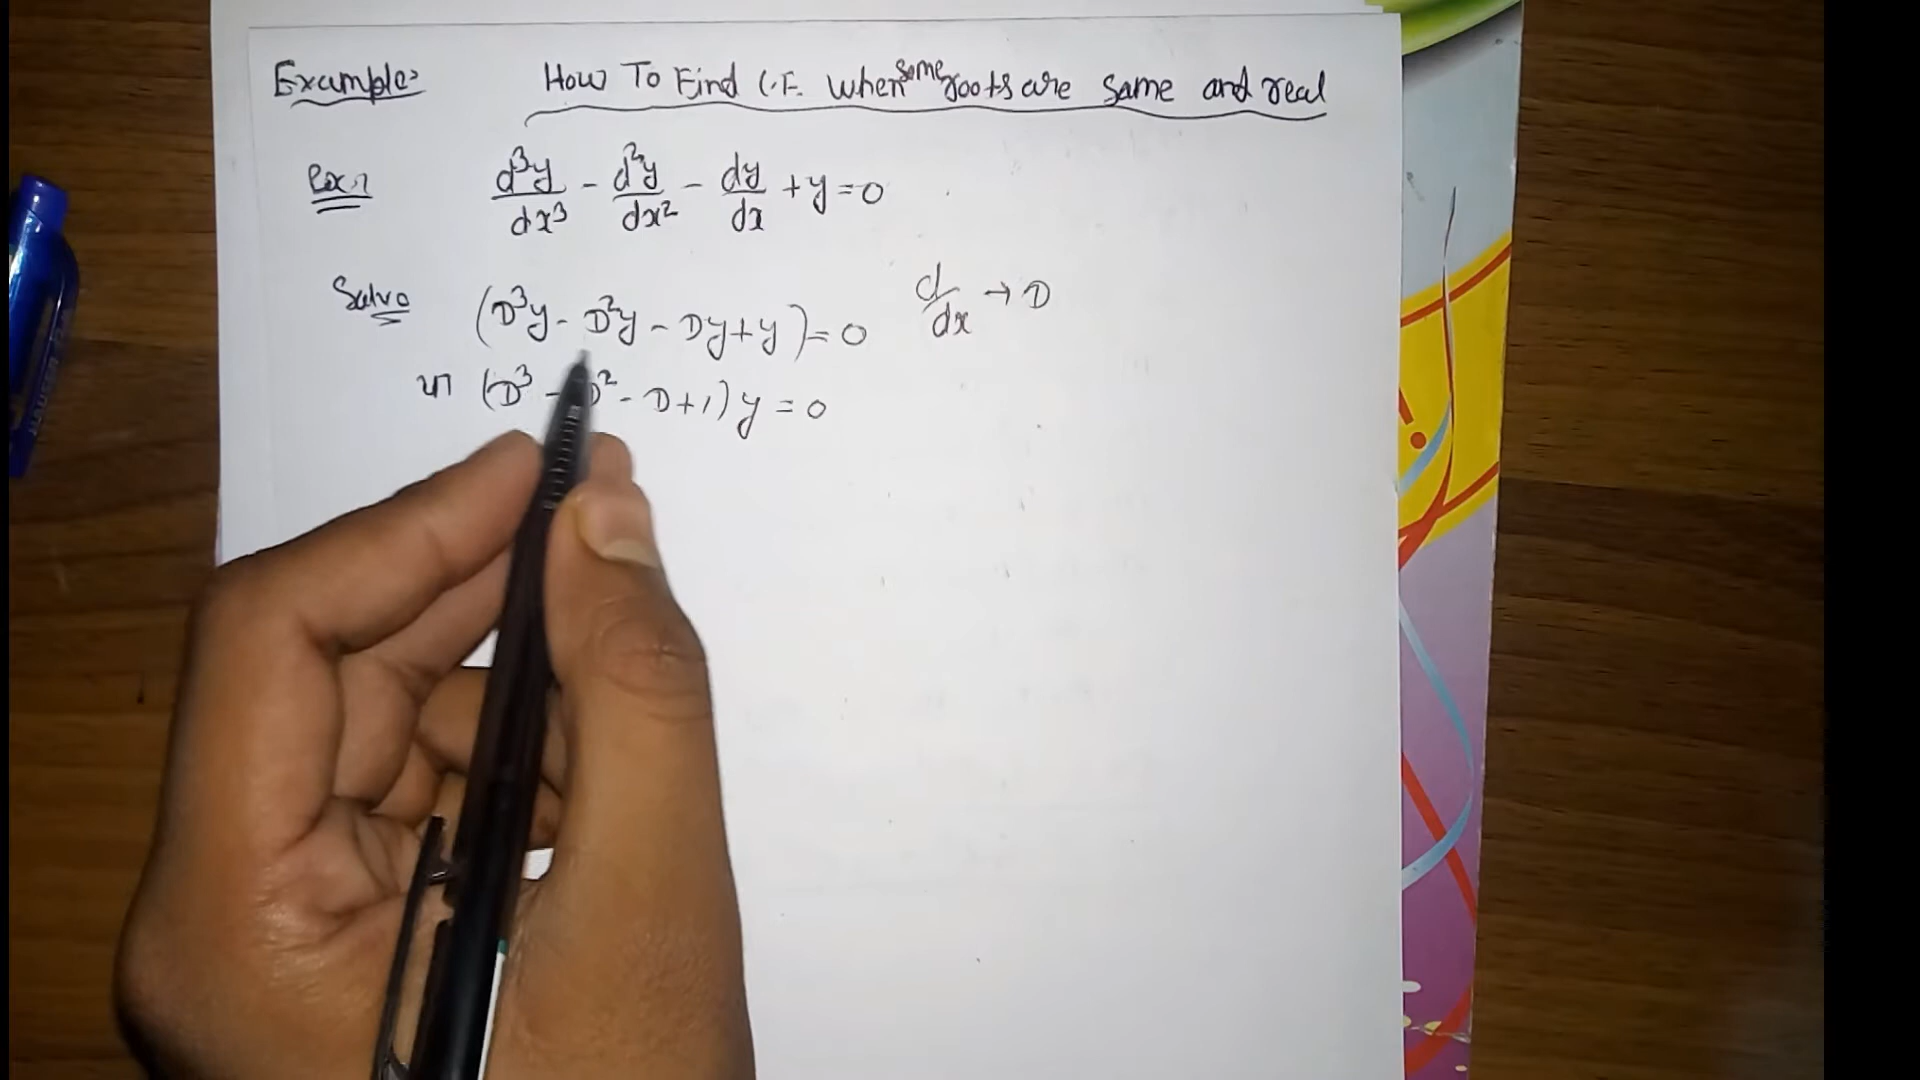 Example:
How To Find C.F. when some roots are same and real
Ex.1 d³y/dx³ - d²y/dx² - dy/dx + y = 0
Solve (D³y - D²y - Dy + y) = 0 d/dx → D
या (D³ - D² - D + 1) y = 0